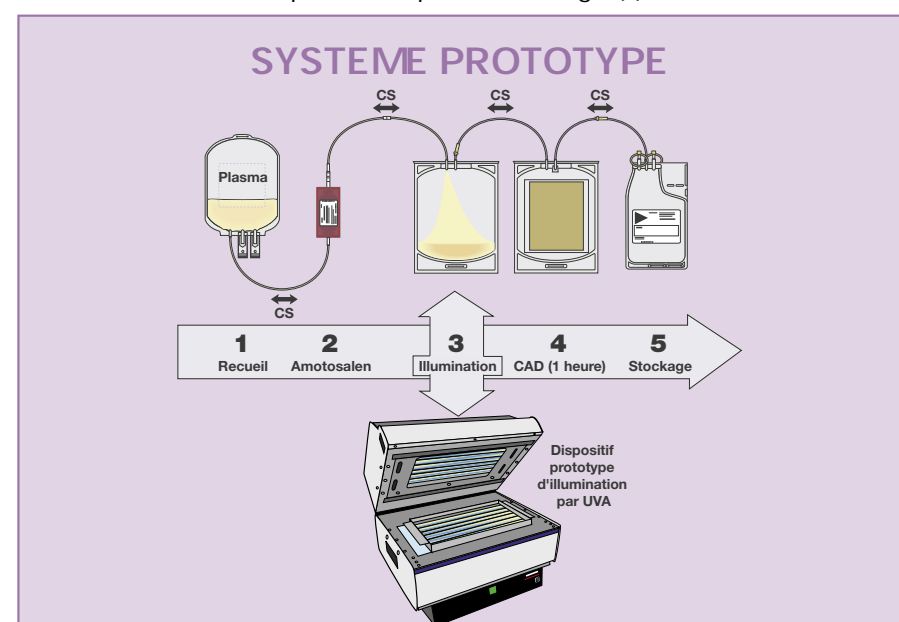 SYSTEME PROTOTYPE
CS
CS
CS
Plasma
CS
1
2
3
4
5
Recueil
Amotosalen
Illumination
CAD (1 heure)
Stockage
Dispositif
prototype
d'illumination
par UVA